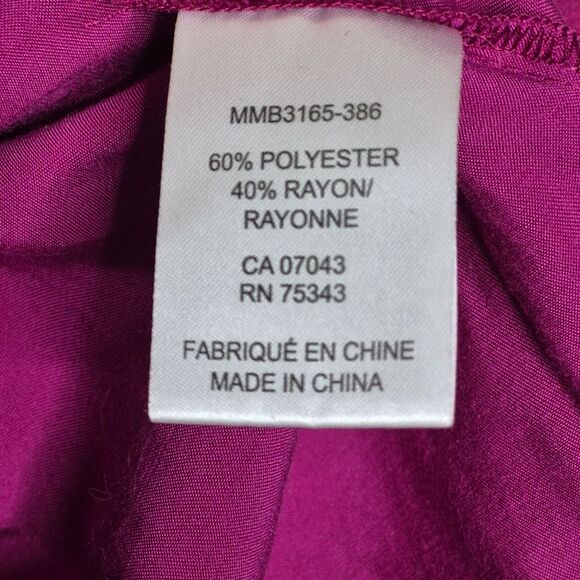 MMB3165-386
60% POLYESTER
40% RAYON/
RAYONNE
CA 07043
RN 75343
FABRIQUÉ EN CHINE
MADE IN CHINA